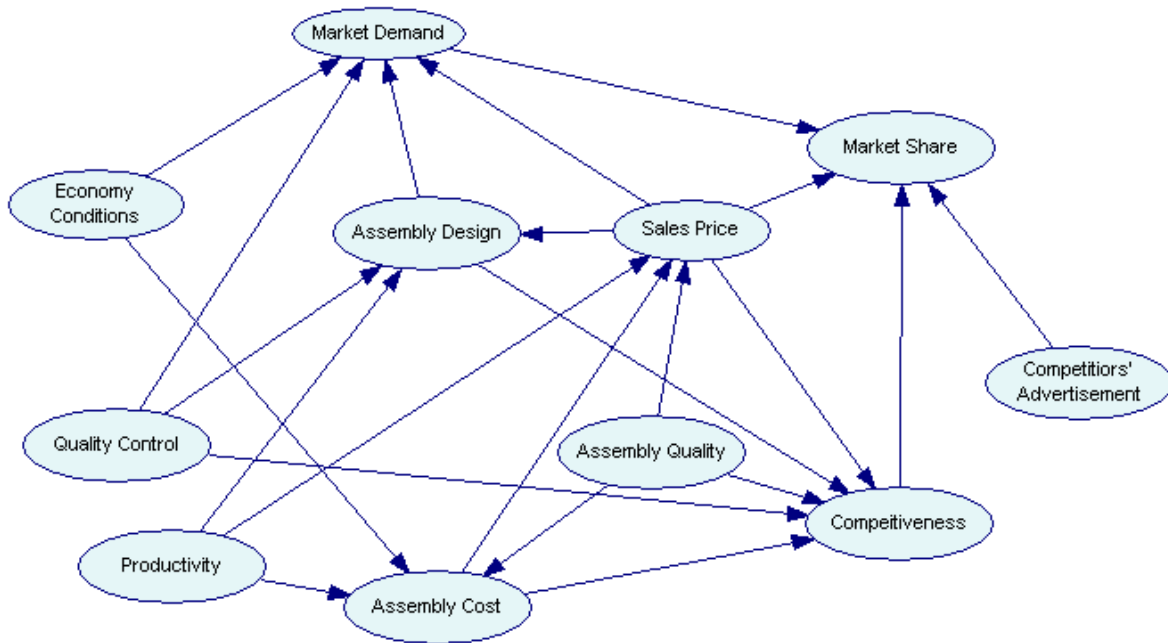 Market Demand
Market Share
Economy
Conditions
Assembly Design
Sales Price
Competitiors'
Advertisement
Quality Control
Assembly Quality
Compeitiveness
Productivity
Assembly Cost